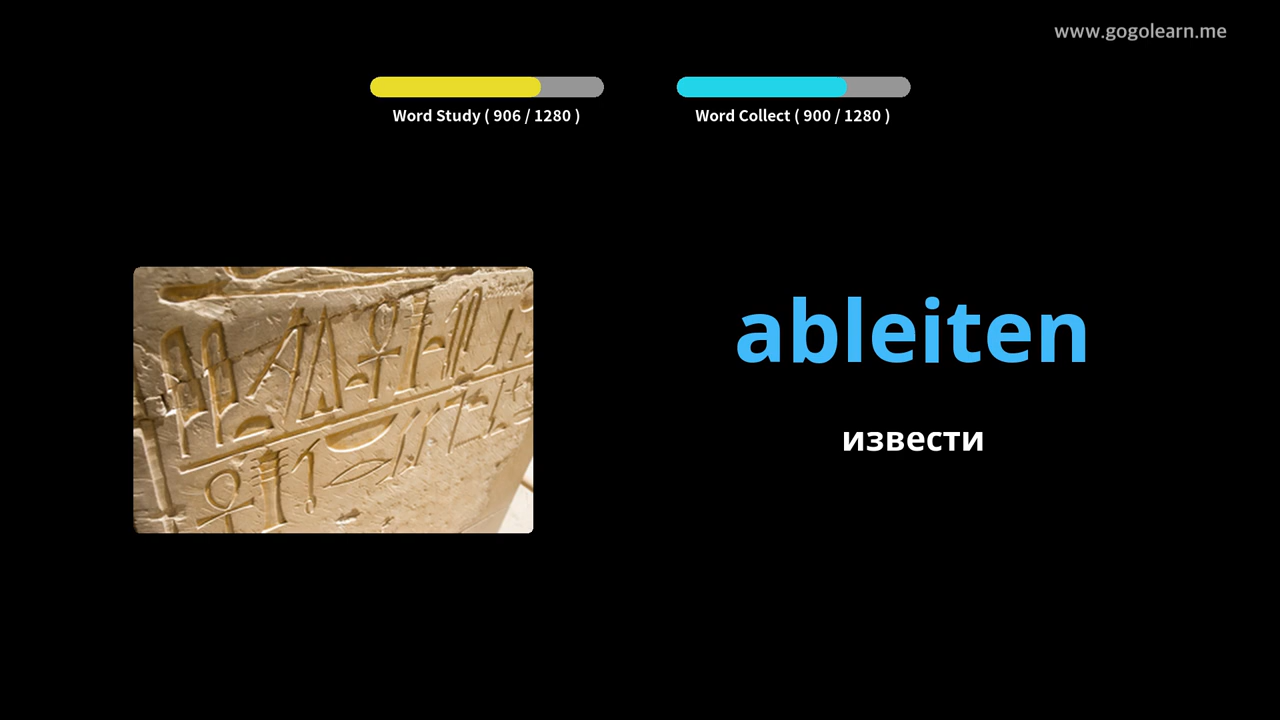 www.gogolearn.me
Word Study ( 906 / 1280 )
Word Collect ( 900 / 1280 )
ableiten
извести